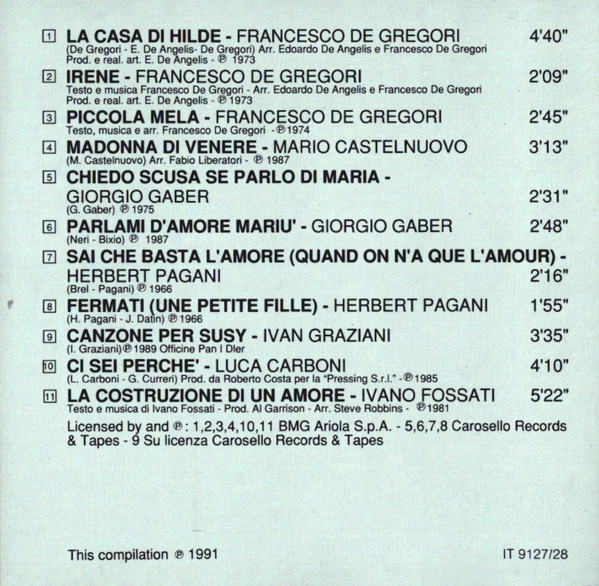 1 LA CASA DI HILDE - FRANCESCO DE GREGORI 4'40"
(De Gregori - E. De Angelis- De Gregori) Arr. Edoardo De Angelis e Francesco De Gregori
Prod. e real. art. E. De Angelis - ℗ 1973
2 IRENE - FRANCESCO DE GREGORI 2'09"
Testo e musica Francesco De Gregori - Arr. Edoardo De Angelis e Francesco De Gregori
Prod. e real. art. E. De Angelis - ℗1973
3 PICCOLA MELA - FRANCESCO DE GREGORI 2'45"
Testo, musica e arr. Francesco De Gregori - ℗1974
4 MADONNA DI VENERE - MARIO CASTELNUOVO 3'13"
(M. Castelnuovo) Arr. Fabio Liberatori - ℗ 1987
5 CHIEDO SCUSA SE PARLO DI MARIA -
GIORGIO GABER 2'31"
(G. Gaber) ℗ 1975
6 PARLAMI D'AMORE MARIU' - GIORGIO GABER 2'48"
(Neri - Bixio) ℗ 1987
7 SAI CHE BASTA L'AMORE (QUAND ON N'A QUE L'AMOUR) -
HERBERT PAGANI 2'16"
(Brel - Pagani) ℗ 1966
8 FERMATI (UNE PETITE FILLE) - HERBERT PAGANI 1'55"
(H. Pagani - J. Datin) ℗ 1966
9 CANZONE PER SUSY - IVAN GRAZIANI 3'35"
(I. Graziani)℗1989 Officine Pan I Dler
10 CI SEI PERCHE' - LUCA CARBONI 4'10"
(L. Carboni - G. Curreri) Prod. da Roberto Costa per la "Pressing S.r.l." -℗1985
11 LA COSTRUZIONE DI UN AMORE - IVANO FOSSATI 5'22"
Testo e musica di Ivano Fossati - Prod. Al Garrison - Arr. Steve Robbins - ℗1981
Licensed by and ℗: 1,2,3,4,10,11 BMG Ariola S.p.A. - 5,6,7,8 Carosello Records
& Tapes - 9 Su licenza Carosello Records & Tapes
This compilation ℗ 1991 IT 9127/28